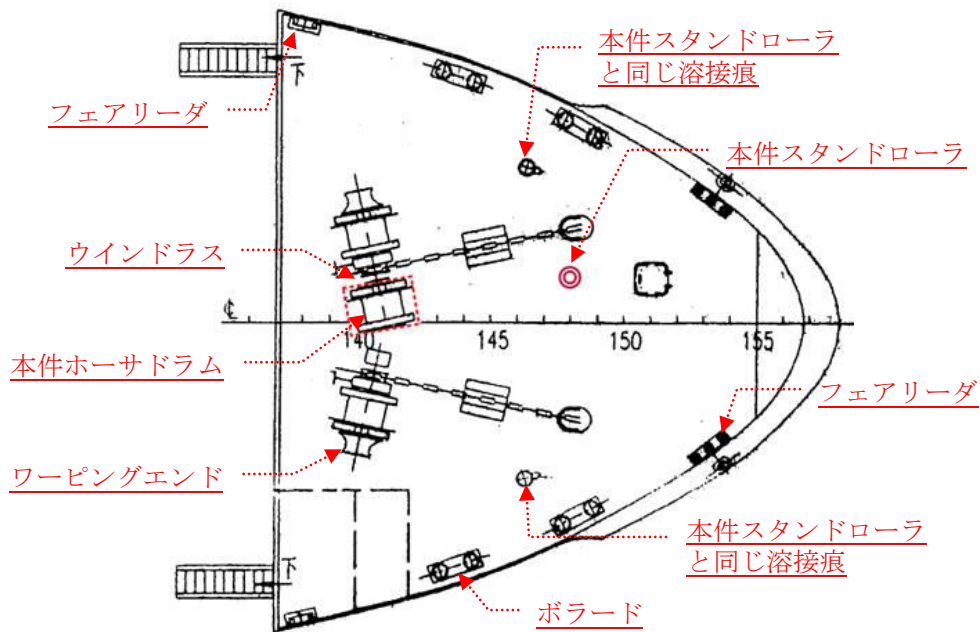 本件スタンドローラ
と同じ溶接痕
下
フェアリーダ
本件スタンドローラ
ウインドラス
140
145
150
155
本件ホーサドラム
フェアリーダ
ワーピングエンド
本件スタンドローラ
と同じ溶接痕
下
ボラード